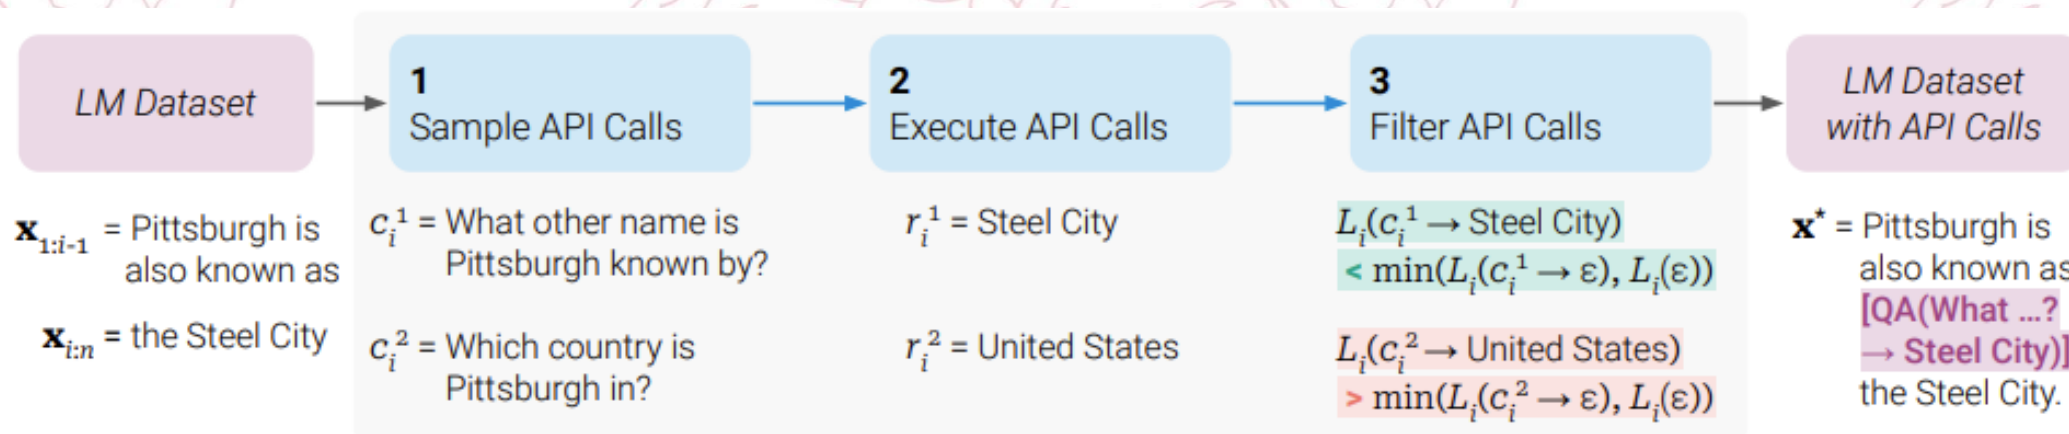 LM Dataset
1
Sample API Calls
2
Execute API Calls
3
Filter API Calls
LM Dataset
with API Calls
x1:i-1 = Pittsburgh is
also known as
xi:n = the Steel City
ci1 = What other name is
Pittsburgh known by?
ci2 = Which country is
Pittsburgh in?
ri1 = Steel City
ri2 = United States
Li(ci1 → Steel City)
< min(Li(ci1 → ε), Li(ε))
Li(ci2 → United States)
> min(Li(ci2 → ε), Li(ε))
x* = Pittsburgh is
also known as
[QA(What ...?
→ Steel City)]
the Steel City.